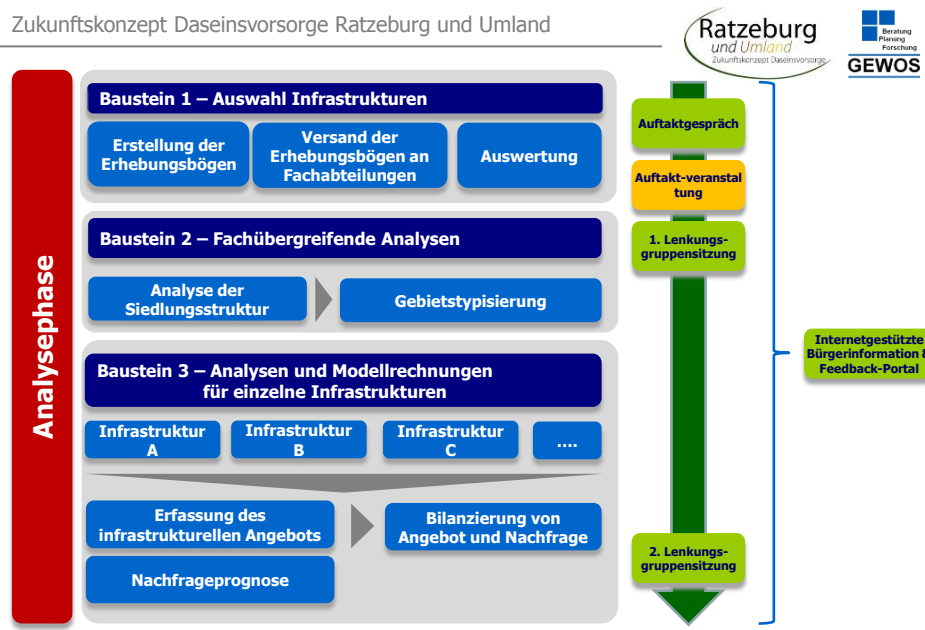 Zukunftskonzept Daseinsvorsorge Ratzeburg und Umland
Ratzeburg
und Umland
Zukunftskonzept Daseinsvorsorge
Beratung
Planung
Forschung
GEWOS
Analysephase
Baustein 1 – Auswahl Infrastrukturen
Erstellung der
Erhebungsbögen
Versand der
Erhebungsbögen an
Fachabteilungen
Auswertung
Baustein 2 – Fachübergreifende Analysen
Analyse der
Siedlungsstruktur
Gebietstypisierung
Baustein 3 – Analysen und Modellrechnungen
für einzelne Infrastrukturen
Infrastruktur
A
Infrastruktur
B
Infrastruktur
C
....
Erfassung des
infrastrukturellen Angebots
Bilanzierung von
Angebot und Nachfrage
Nachfrageprognose
Auftaktgespräch
Auftakt-veranstal
tung
1. Lenkungs-
gruppensitzung
2. Lenkungs-
gruppensitzung
Internetgestützte
Bürgerinformation &
Feedback-Portal